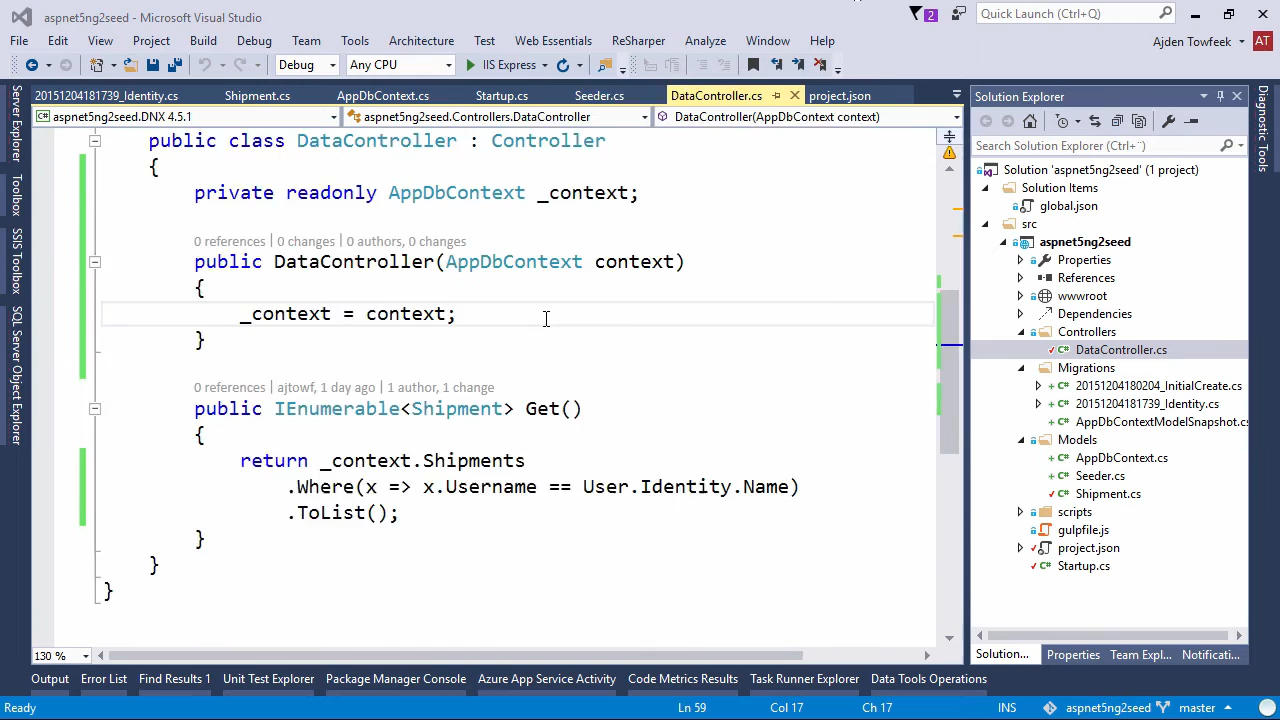 aspnet5ng2seed - Microsoft Visual Studio
2
Quick Launch (Ctrl+Q)
File Edit View Project Build Debug Team Tools Architecture Test Web Essentials ReSharper Analyze Window Help
Ajden Towfeek AT
Debug Any CPU IIS Express
20151204181739_Identity.cs Shipment.cs AppDbContext.cs Startup.cs Seeder.cs DataController.cs project.json
aspnet5ng2seed.DNX 4.5.1 aspnet5ng2seed.Controllers.DataController DataController(AppDbContext context)
public class DataController : Controller
{
private readonly AppDbContext _context;
0 references | 0 changes | 0 authors, 0 changes
public DataController(AppDbContext context)
{
_context = context;
}
0 references | ajtowf, 1 day ago | 1 author, 1 change
public IEnumerable<Shipment> Get()
{
return _context.Shipments
.Where(x => x.Username == User.Identity.Name)
.ToList();
}
}
}
130 %
Server Explorer
Toolbox
SSIS Toolbox
SQL Server Object Explorer
Solution Explorer
Search Solution Explorer (Ctrl+¨)
Solution 'aspnet5ng2seed' (1 project)
Solution Items
global.json
src
aspnet5ng2seed
Properties
References
wwwroot
Dependencies
Controllers
DataController.cs
Migrations
20151204180204_InitialCreate.cs
20151204181739_Identity.cs
AppDbContextModelSnapshot.cs
Models
AppDbContext.cs
Seeder.cs
Shipment.cs
scripts
gulpfile.js
project.json
Startup.cs
Solution... Properties Team Expl... Notificati...
Diagnostic Tools
Output Error List Find Results 1 Unit Test Explorer Package Manager Console Azure App Service Activity Code Metrics Results Task Runner Explorer Data Tools Operations
Ready Ln 59 Col 17 Ch 17 INS aspnet5ng2seed master